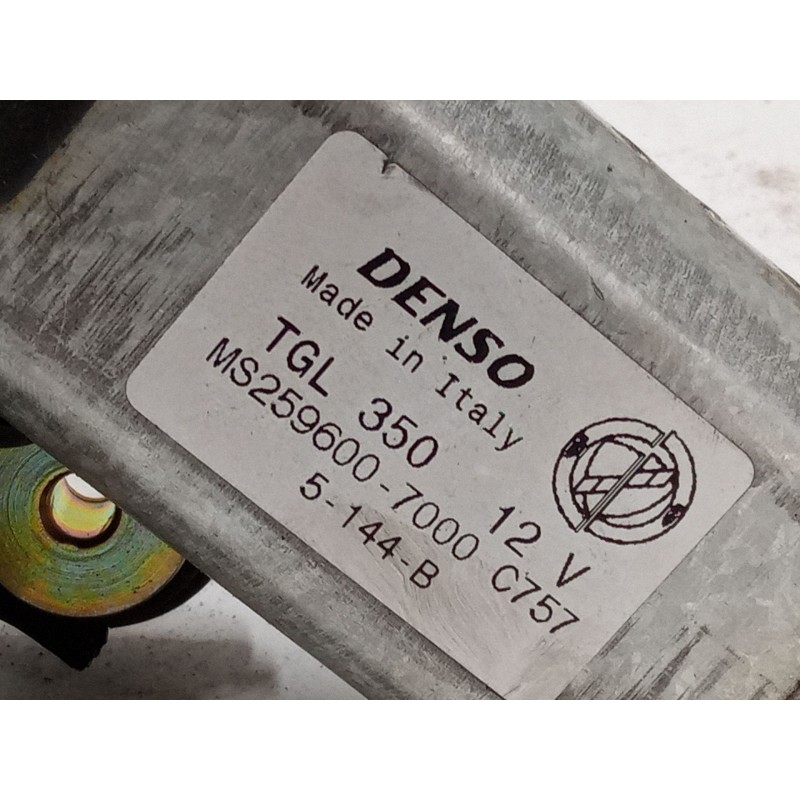 DENSO
Made in Italy
TGL 350 12 V
MS259600-7000 C757
5-144-B